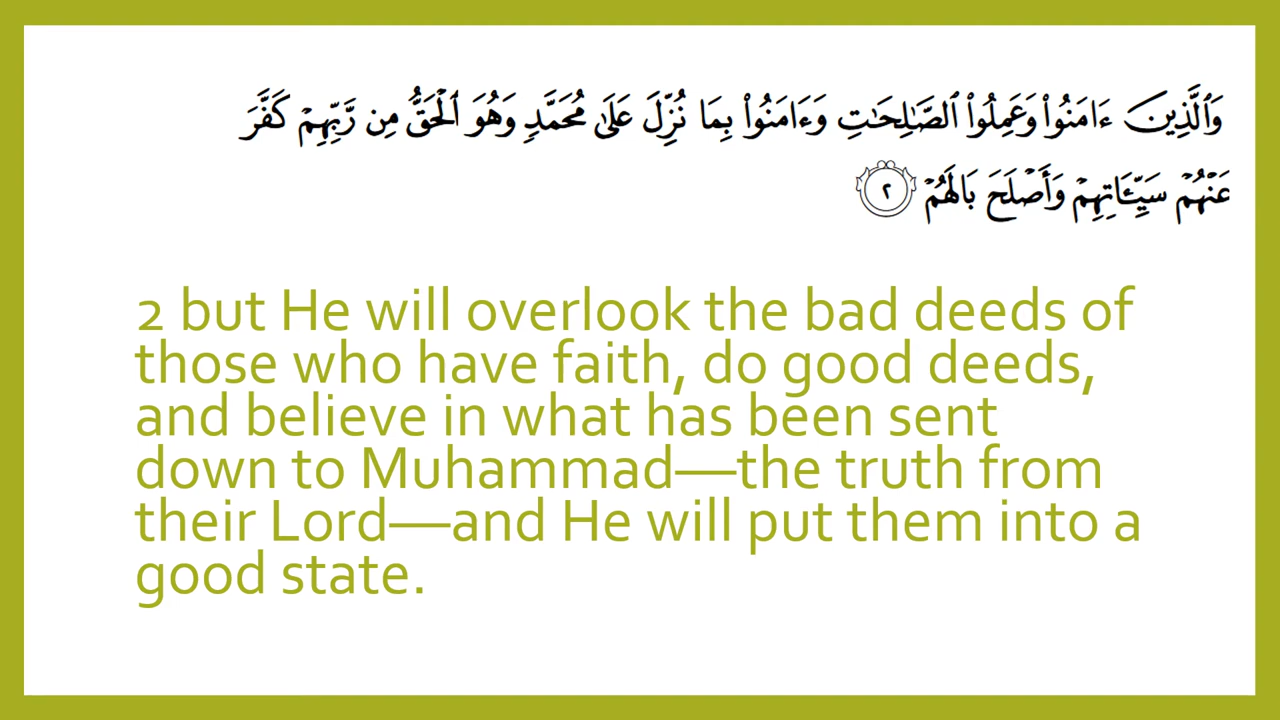 وَٱلَّذِينَ ءَامَنُوا۟ وَعَمِلُوا۟ ٱلصَّـٰلِحَـٰتِ وَءَامَنُوا۟ بِمَا نُزِّلَ عَلَىٰ مُحَمَّدٍ وَهُوَ ٱلْحَقُّ مِن رَّبِّهِمْ كَفَّرَ
عَنْهُمْ سَيِّـَٔاتِهِمْ وَأَصْلَحَ بَالَهُمْ ٢
2 but He will overlook the bad deeds of
those who have faith, do good deeds,
and believe in what has been sent
down to Muhammad—the truth from
their Lord—and He will put them into a
good state.